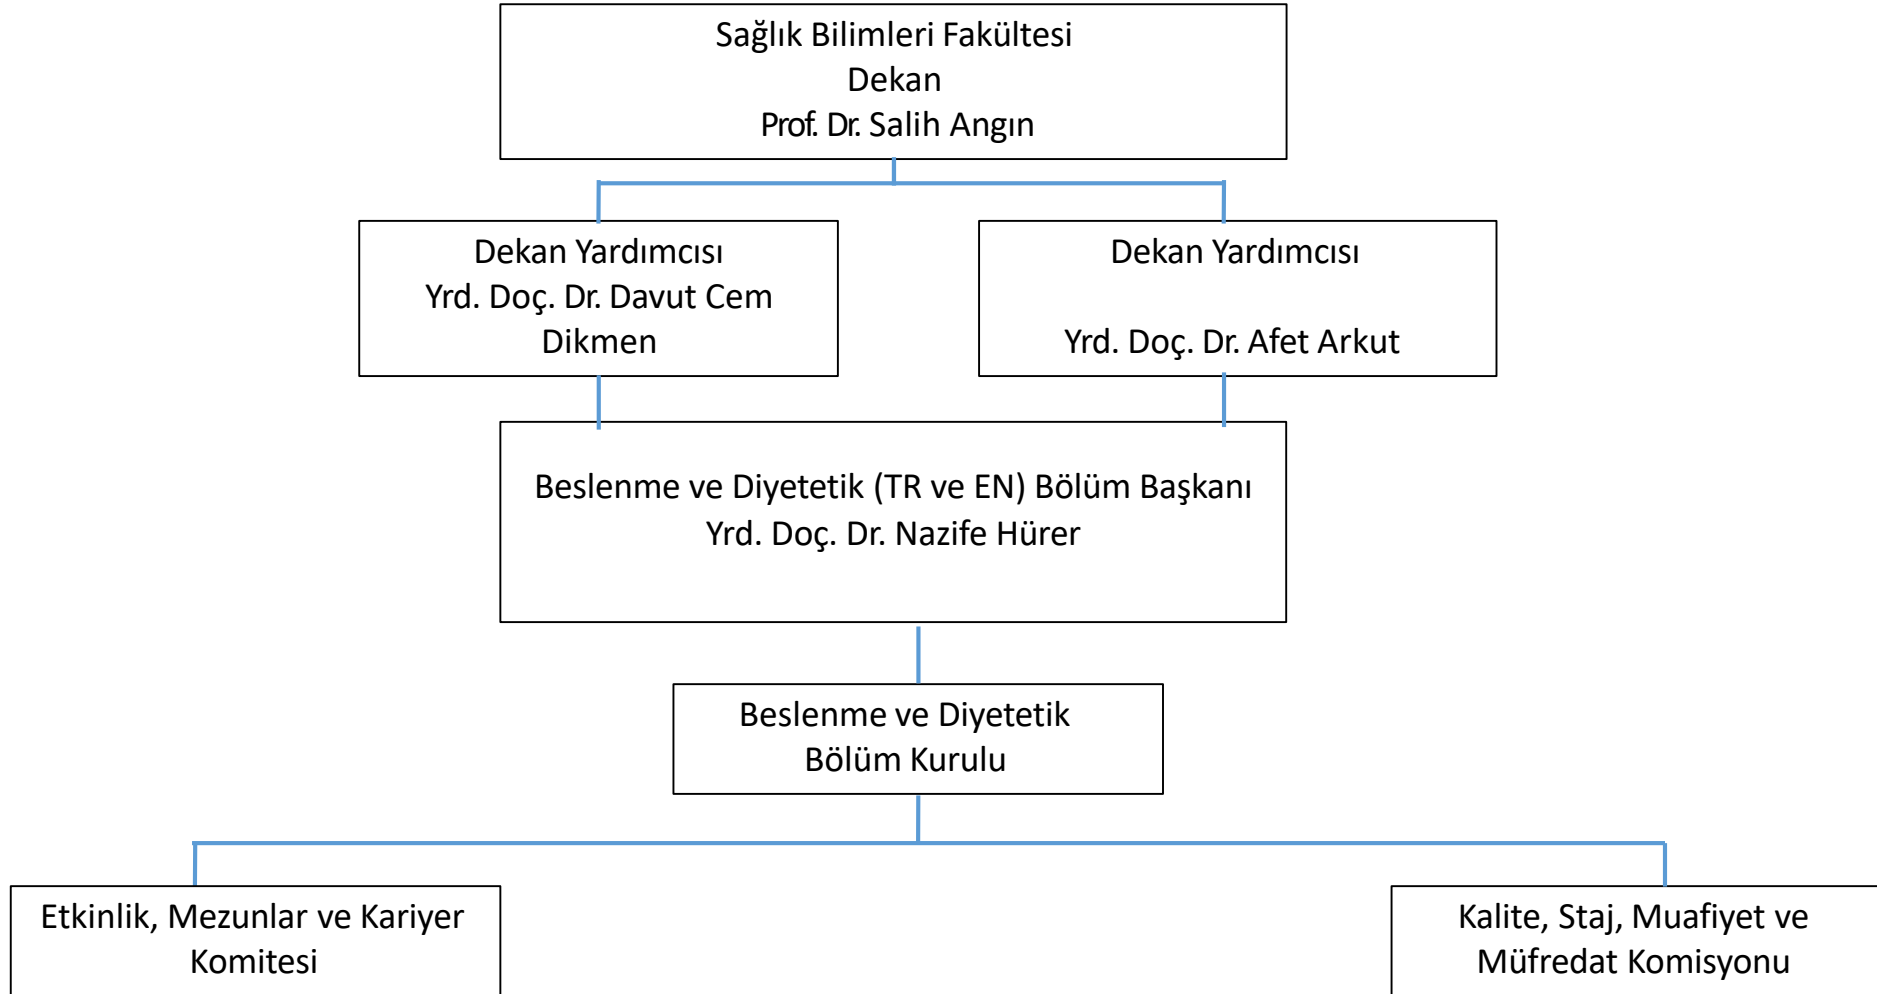 Sağlık Bilimleri Fakültesi
Dekan
Prof. Dr. Salih Angın
Dekan Yardımcısı
Yrd. Doç. Dr. Davut Cem
Dikmen
Dekan Yardımcısı
Yrd. Doç. Dr. Afet Arkut
Beslenme ve Diyetetik (TR ve EN) Bölüm Başkanı
Yrd. Doç. Dr. Nazife Hürer
Beslenme ve Diyetetik
Bölüm Kurulu
Etkinlik, Mezunlar ve Kariyer
Komitesi
Kalite, Staj, Muafiyet ve
Müfredat Komisyonu